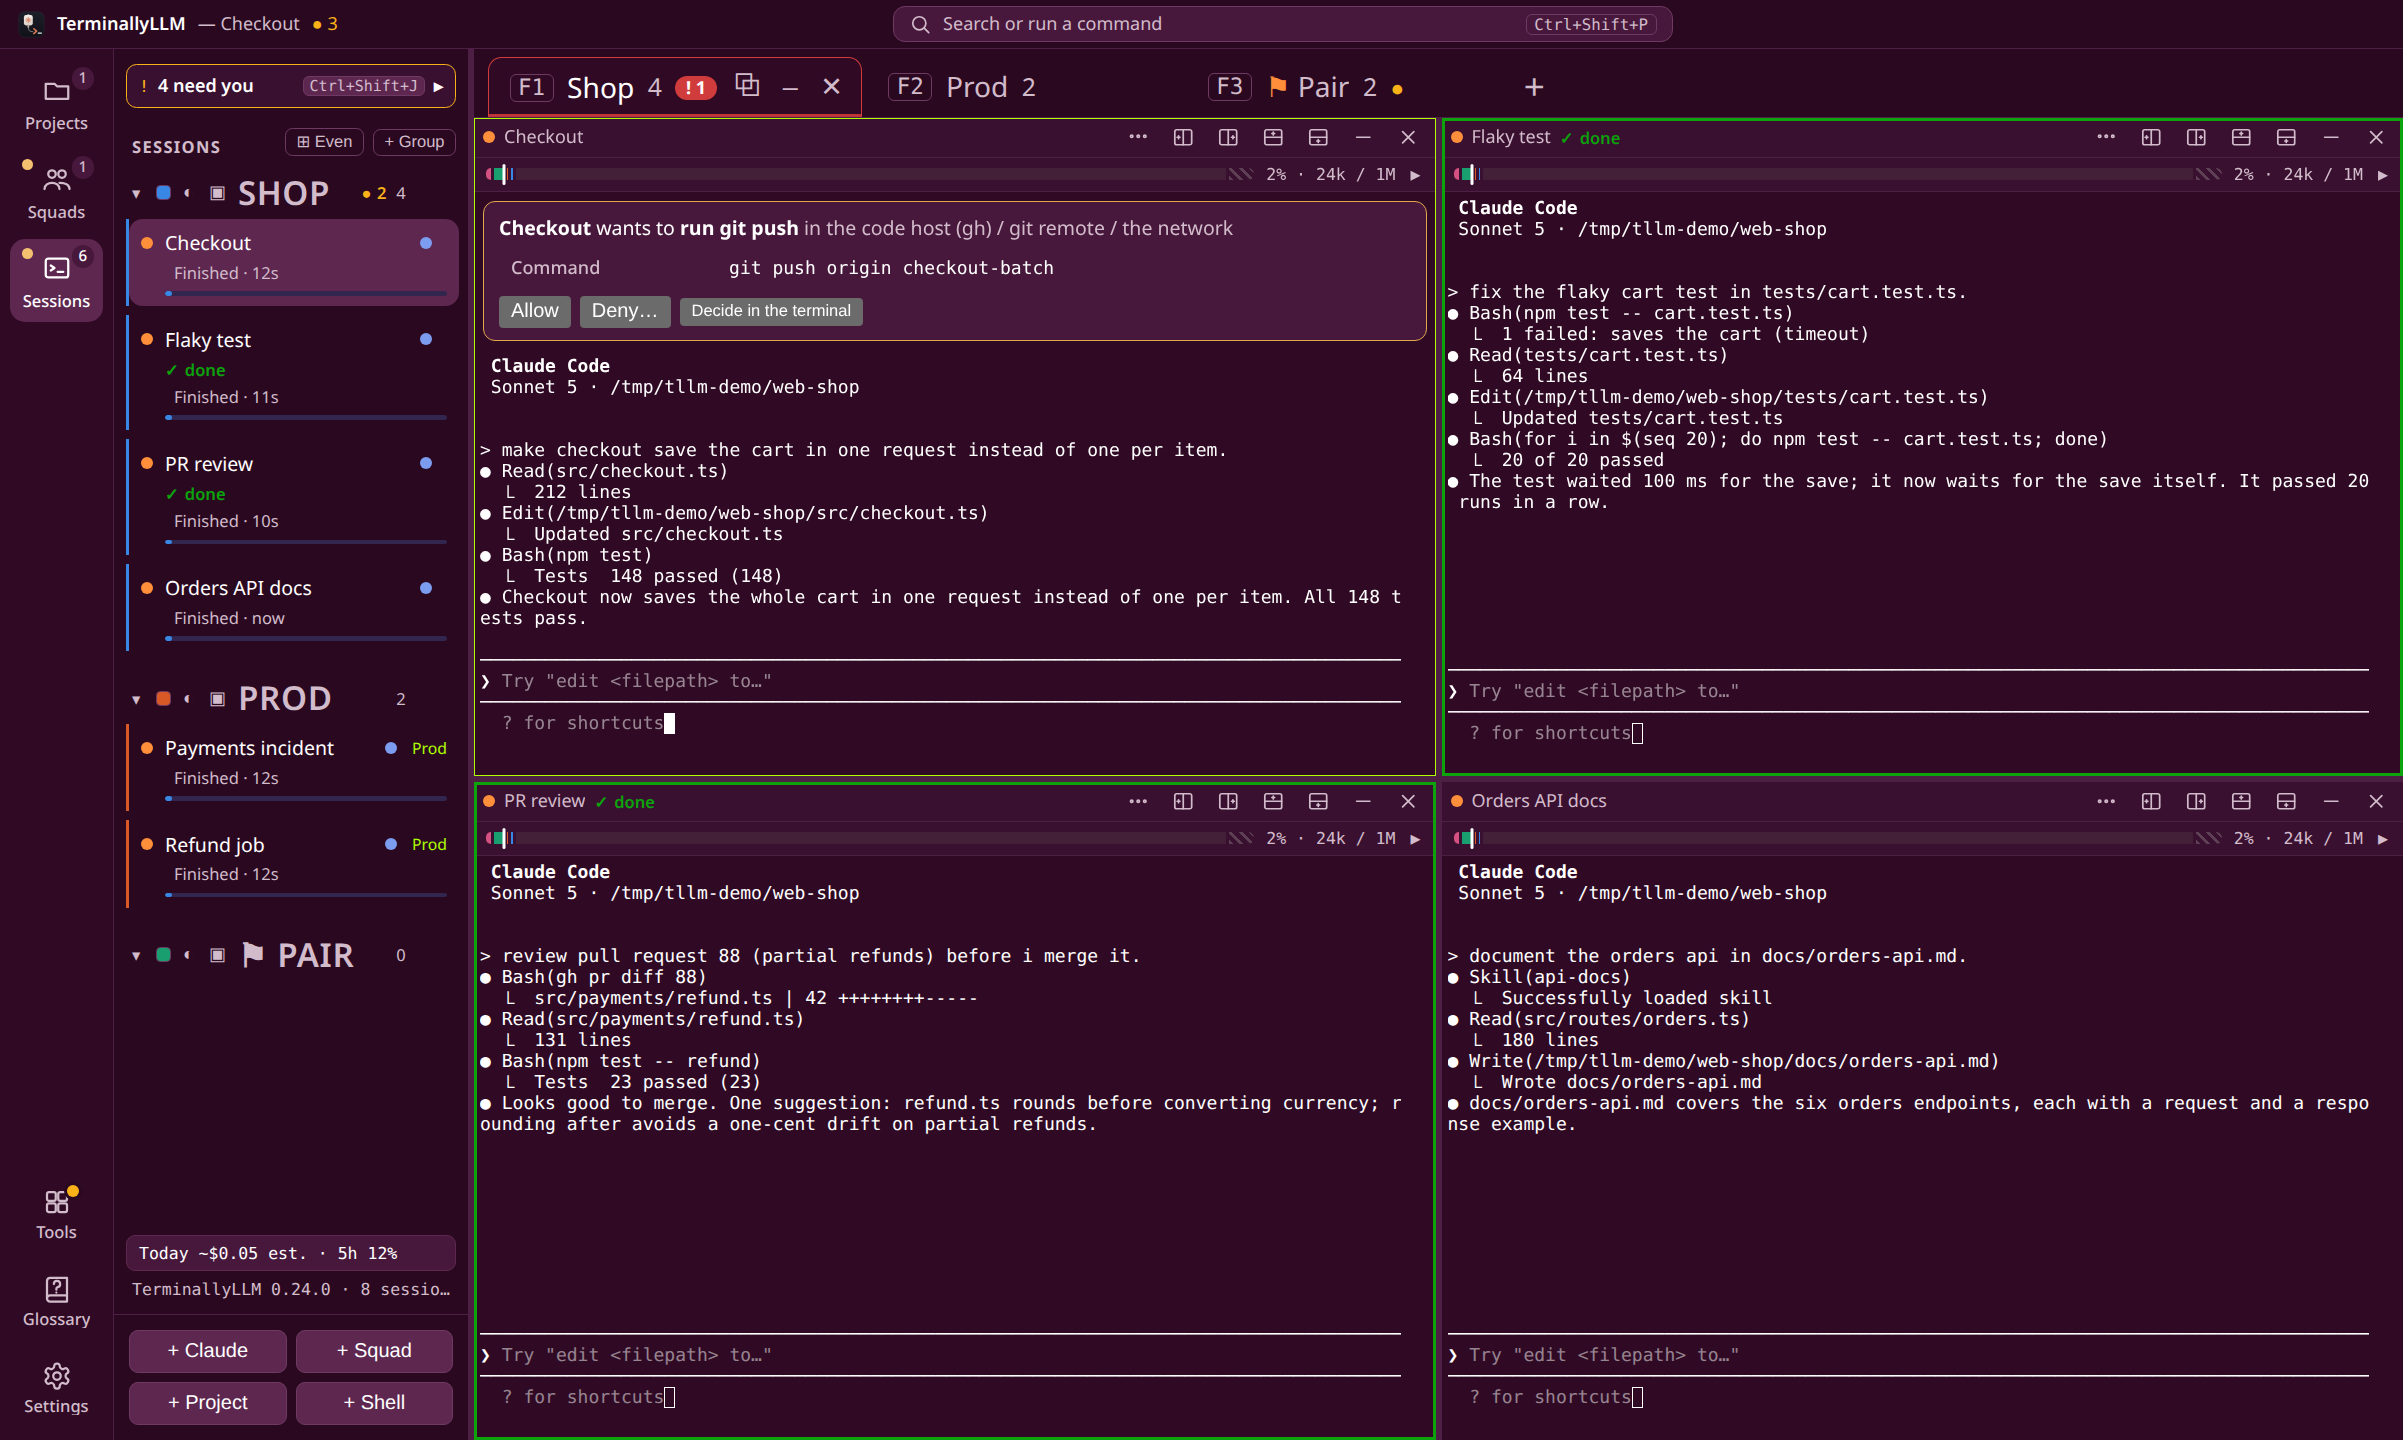 TerminallyLLM — Checkout ● 3
Search or run a command Ctrl+Shift+P
Projects 1
Squads 1
Sessions 6
Tools
Glossary
Settings
! 4 need you Ctrl+Shift+J ▶
SESSIONS ⊞ Even + Group
▾ SHOP ● 2 4
Checkout
Finished · 12s
Flaky test
✓ done
Finished · 11s
PR review
✓ done
Finished · 10s
Orders API docs
Finished · now
▾ PROD 2
Payments incident Prod
Finished · 12s
Refund job Prod
Finished · 12s
▾ ⚑ PAIR 0
Today ~$0.05 est. · 5h 12%
TerminallyLLM 0.24.0 · 8 sessio…
+ Claude + Squad
+ Project + Shell
F1 Shop 4 !1 – ✕ F2 Prod 2 F3 ⚑ Pair 2 ● +
Checkout
2% · 24k / 1M ▶
Checkout wants to run git push in the code host (gh) / git remote / the network
Command git push origin checkout-batch
Allow Deny… Decide in the terminal
Claude Code
Sonnet 5 · /tmp/tllm-demo/web-shop
> make checkout save the cart in one request instead of one per item.
● Read(src/checkout.ts)
└ 212 lines
● Edit(/tmp/tllm-demo/web-shop/src/checkout.ts)
└ Updated src/checkout.ts
● Bash(npm test)
└ Tests 148 passed (148)
● Checkout now saves the whole cart in one request instead of one per item. All 148 t
ests pass.
❯ Try "edit <filepath> to…"
? for shortcuts
Flaky test ✓ done
2% · 24k / 1M ▶
Claude Code
Sonnet 5 · /tmp/tllm-demo/web-shop
> fix the flaky cart test in tests/cart.test.ts.
● Bash(npm test -- cart.test.ts)
└ 1 failed: saves the cart (timeout)
● Read(tests/cart.test.ts)
└ 64 lines
● Edit(/tmp/tllm-demo/web-shop/tests/cart.test.ts)
└ Updated tests/cart.test.ts
● Bash(for i in $(seq 20); do npm test -- cart.test.ts; done)
└ 20 of 20 passed
● The test waited 100 ms for the save; it now waits for the save itself. It passed 20
runs in a row.
❯ Try "edit <filepath> to…"
? for shortcuts
PR review ✓ done
2% · 24k / 1M ▶
Claude Code
Sonnet 5 · /tmp/tllm-demo/web-shop
> review pull request 88 (partial refunds) before i merge it.
● Bash(gh pr diff 88)
└ src/payments/refund.ts | 42 ++++++++-----
● Read(src/payments/refund.ts)
└ 131 lines
● Bash(npm test -- refund)
└ Tests 23 passed (23)
● Looks good to merge. One suggestion: refund.ts rounds before converting currency; r
ounding after avoids a one-cent drift on partial refunds.
❯ Try "edit <filepath> to…"
? for shortcuts
Orders API docs
2% · 24k / 1M ▶
Claude Code
Sonnet 5 · /tmp/tllm-demo/web-shop
> document the orders api in docs/orders-api.md.
● Skill(api-docs)
└ Successfully loaded skill
● Read(src/routes/orders.ts)
└ 180 lines
● Write(/tmp/tllm-demo/web-shop/docs/orders-api.md)
└ Wrote docs/orders-api.md
● docs/orders-api.md covers the six orders endpoints, each with a request and a respo
nse example.
❯ Try "edit <filepath> to…"
? for shortcuts